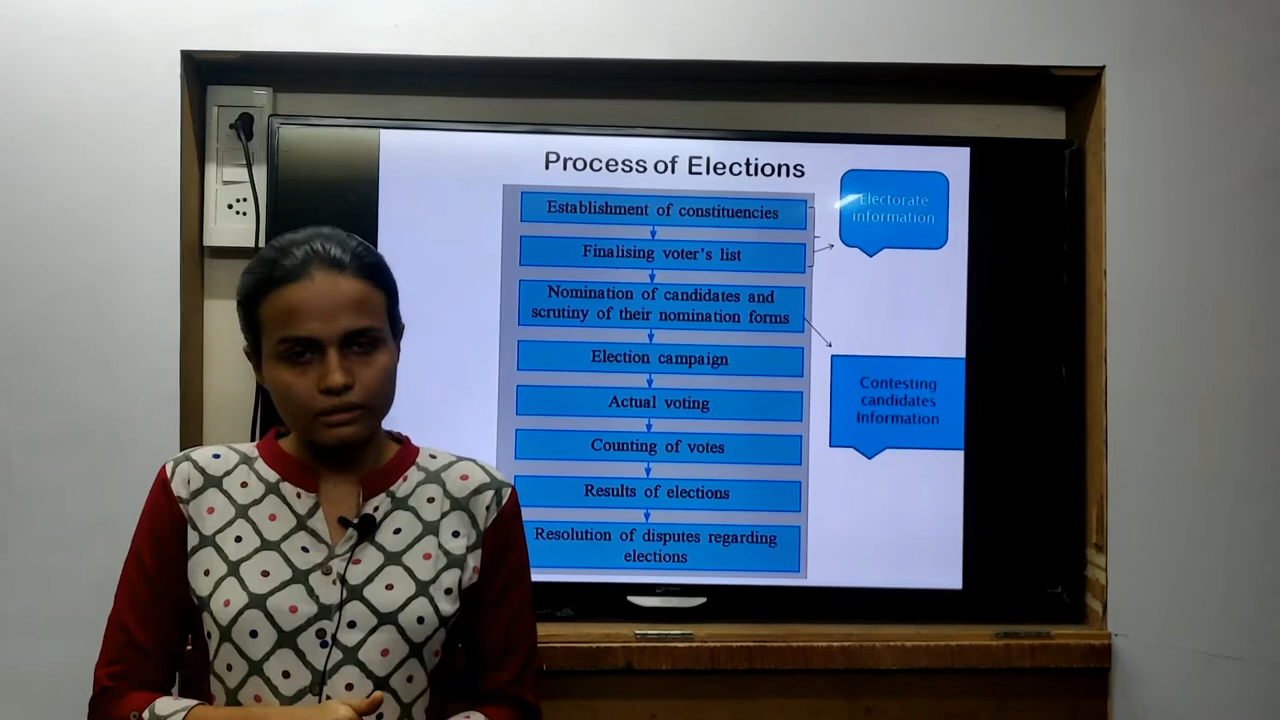 Process of Elections
Establishment of constituencies
Finalising voter's list
Nomination of candidates and
scrutiny of their nomination forms
Election campaign
Actual voting
Counting of votes
Results of elections
Resolution of disputes regarding
elections
Electorate
information
Contesting
candidates
Information